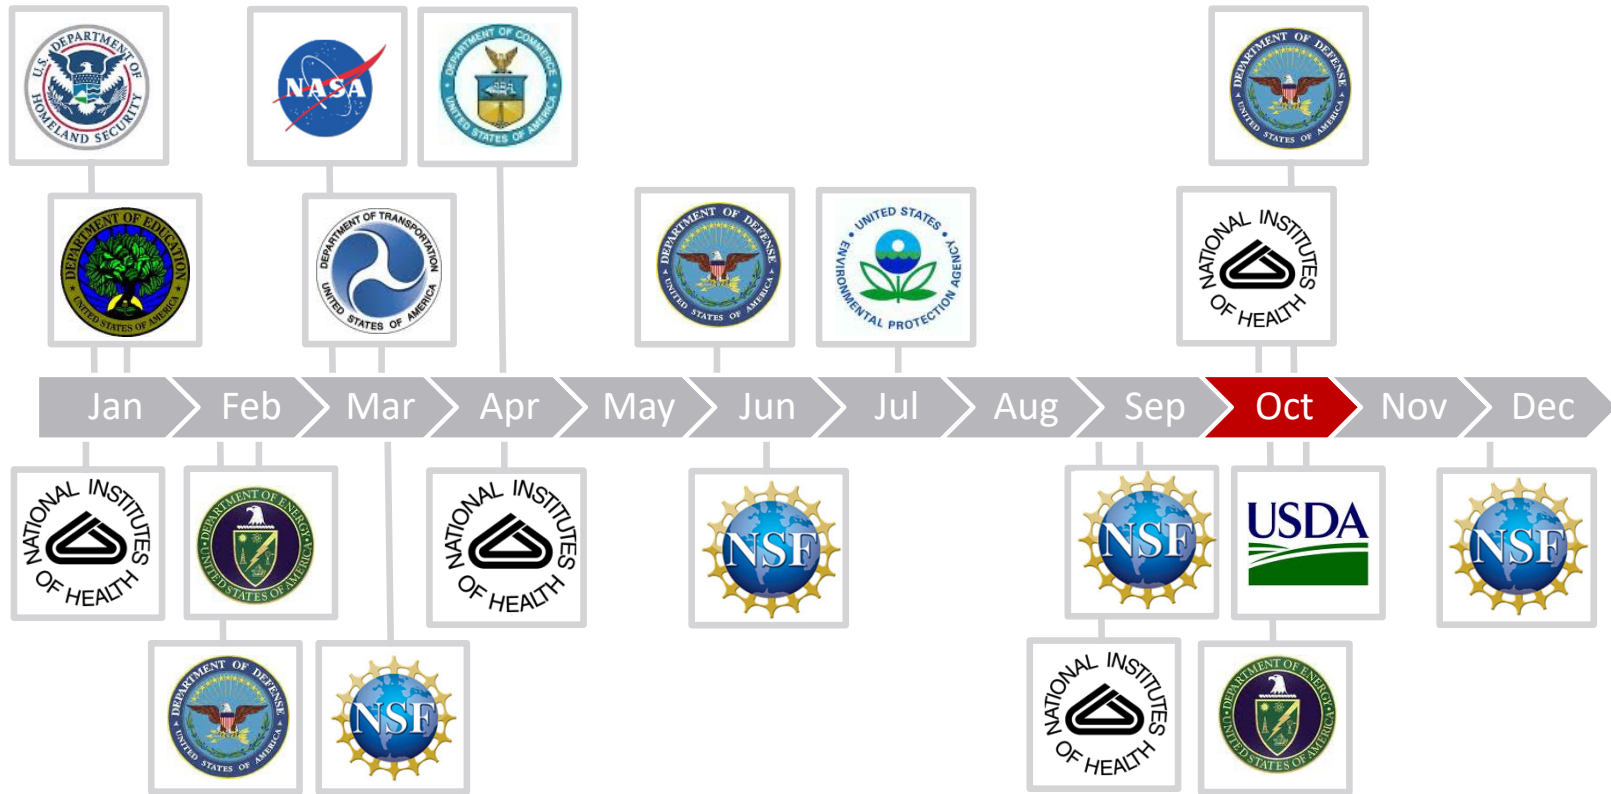 U.S. DEPARTMENT OF HOMELAND SECURITY
NASA
DEPARTMENT OF COMMERCE
UNITED STATES OF AMERICA
DEPARTMENT OF DEFENSE
UNITED STATES OF AMERICA
DEPARTMENT OF EDUCATION
UNITED STATES OF AMERICA
DEPARTMENT OF TRANSPORTATION
UNITED STATES OF AMERICA
DEPARTMENT OF DEFENSE
UNITED STATES OF AMERICA
UNITED STATES
ENVIRONMENTAL PROTECTION AGENCY
NATIONAL INSTITUTES OF HEALTH
Jan
Feb
Mar
Apr
May
Jun
Jul
Aug
Sep
Oct
Nov
Dec
NATIONAL INSTITUTES OF HEALTH
DEPARTMENT OF ENERGY
UNITED STATES OF AMERICA
NATIONAL INSTITUTES OF HEALTH
NSF
NSF
USDA
NSF
DEPARTMENT OF DEFENSE
UNITED STATES OF AMERICA
NSF
NATIONAL INSTITUTES OF HEALTH
DEPARTMENT OF ENERGY
UNITED STATES OF AMERICA